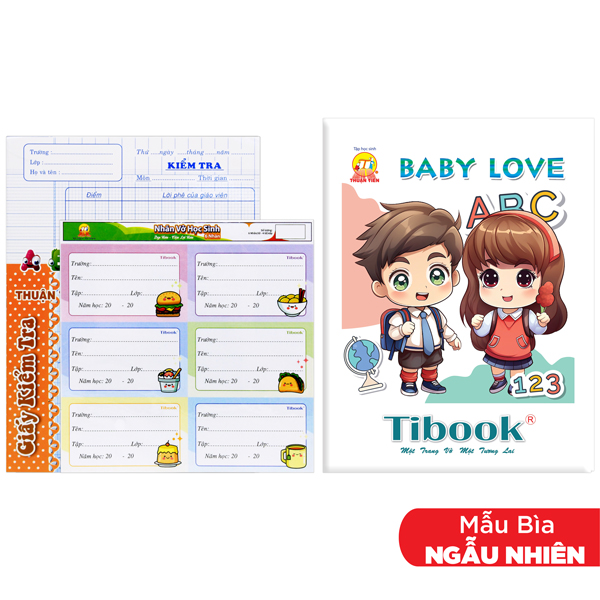 Trường:
Lớp :
Họ và tên :
Thứ ..... ngày ..... tháng ..... năm
KIỂM TRA
Môn
Thời gian
Điểm
Lời phê của giáo viên
THUẬN
Giấy Kiểm Tra
Nhãn Vở Học Sinh
Tibook
Trường:
Tên:
Tập: Lớp:
Năm học: 20 - 20
Tibook
Trường:
Tên:
Tập: Lớp:
Năm học: 20 - 20
Tibook
Trường:
Tên:
Tập: Lớp:
Năm học: 20 - 20
Tibook
Trường:
Tên:
Tập: Lớp:
Năm học: 20 - 20
Tibook
Trường:
Tên:
Tập: Lớp:
Năm học: 20 - 20
Tibook
Trường:
Tên:
Tập: Lớp:
Năm học: 20 - 20
Tập học sinh
THUẬN TIẾN
BABY LOVE
ABC
123
Tibook®
Một Trang Vở Một Tương Lai
Mẫu Bìa
NGẪU NHIÊN